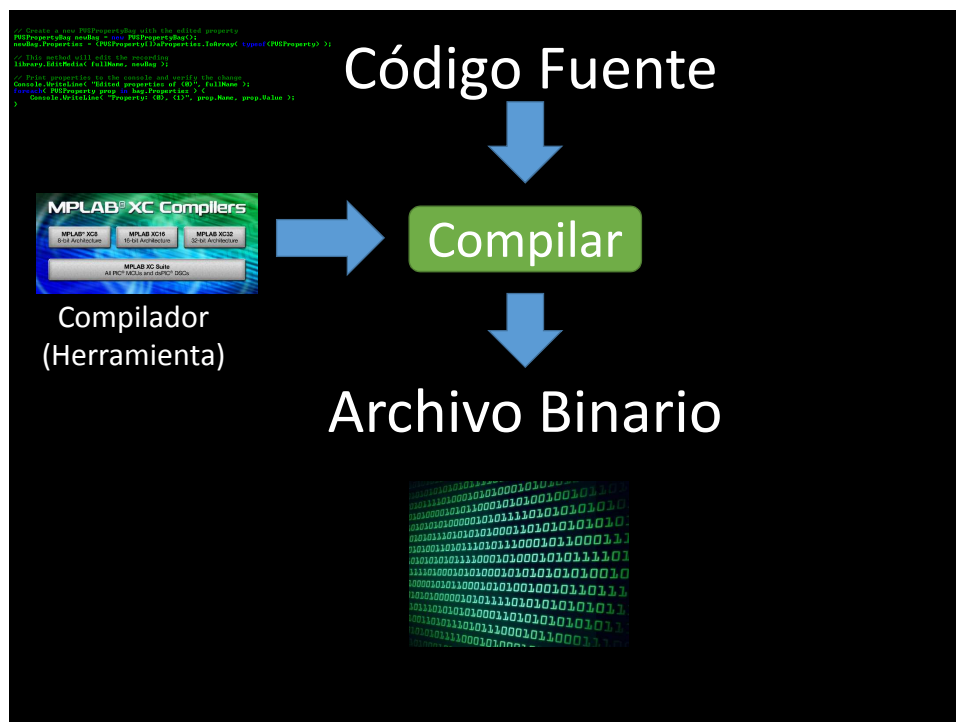 // Create a new PVSPropertyBag with the edited property
PVSPropertyBag newBag = new PVSPropertyBag();
newBag.Properties = (PVSProperty[])aProperties.ToArray( typeof(PVSProperty) );
// This method will edit the recording
library.EditMedia( fullName, newBag );
// Print properties to the console and verify the change
Console.WriteLine( "Edited properties of {0}", fullName );
foreach( PVSProperty prop in bag.Properties ) {
Console.WriteLine( "Property: {0}, {1}", prop.Name, prop.Value );
}
Código Fuente
MPLAB® XC Compilers
MPLAB® XC8
8-bit Architecture
MPLAB XC16
16-bit Architecture
MPLAB XC32
32-bit Architecture
MPLAB XC Suite
All PIC® MCUs and dsPIC® DSCs
Compilar
Compilador
(Herramienta)
Archivo Binario